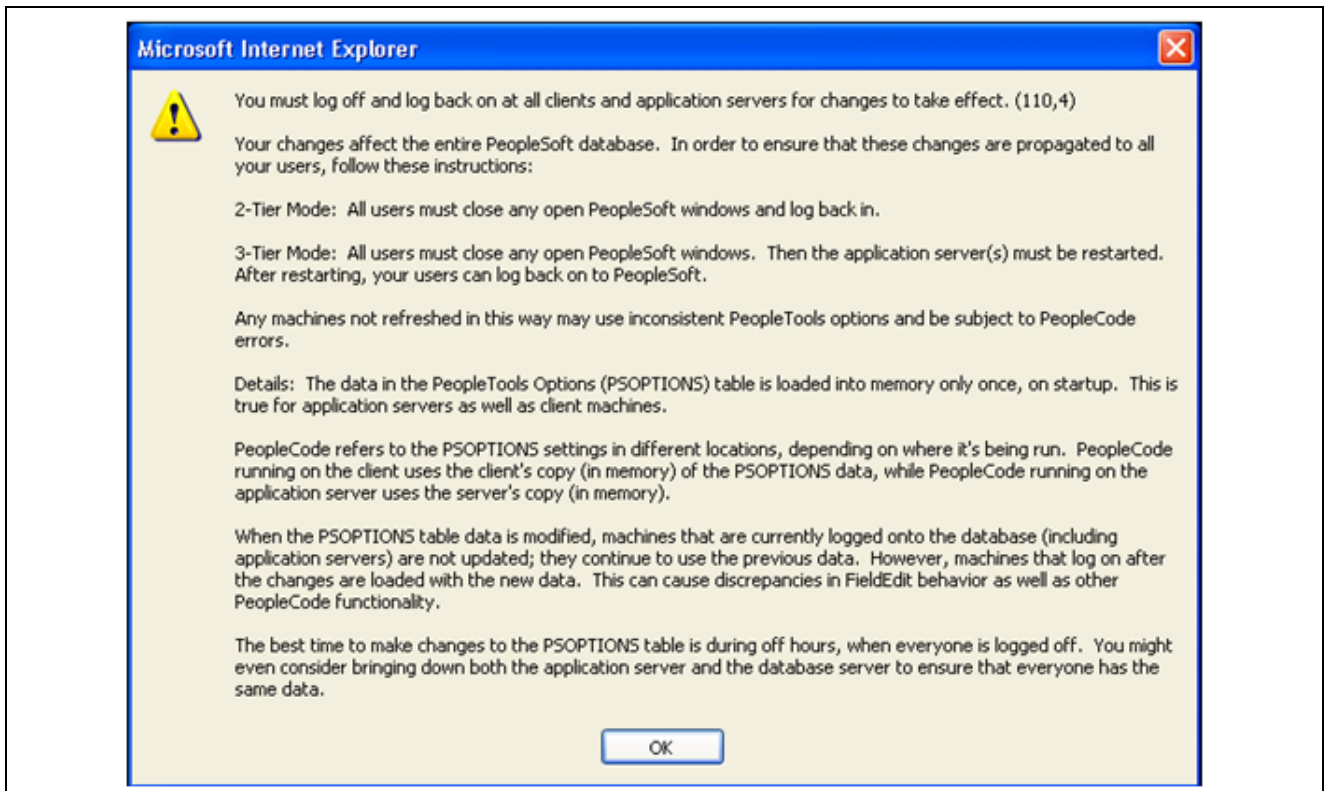 Microsoft Internet Explorer
You must log off and log back on at all clients and application servers for changes to take effect. (110,4)
Your changes affect the entire PeopleSoft database.  In order to ensure that these changes are propagated to all
your users, follow these instructions:
2-Tier Mode:  All users must close any open PeopleSoft windows and log back in.
3-Tier Mode:  All users must close any open PeopleSoft windows.  Then the application server(s) must be restarted.
After restarting, your users can log back on to PeopleSoft.
Any machines not refreshed in this way may use inconsistent PeopleTools options and be subject to PeopleCode
errors.
Details:  The data in the PeopleTools Options (PSOPTIONS) table is loaded into memory only once, on startup.  This is
true for application servers as well as client machines.
PeopleCode refers to the PSOPTIONS settings in different locations, depending on where it's being run.  PeopleCode
running on the client uses the client's copy (in memory) of the PSOPTIONS data, while PeopleCode running on the
application server uses the server's copy (in memory).
When the PSOPTIONS table data is modified, machines that are currently logged onto the database (including
application servers) are not updated; they continue to use the previous data.  However, machines that log on after
the changes are loaded with the new data.  This can cause discrepancies in FieldEdit behavior as well as other
PeopleCode functionality.
The best time to make changes to the PSOPTIONS table is during off hours, when everyone is logged off.  You might
even consider bringing down both the application server and the database server to ensure that everyone has the
same data.
OK